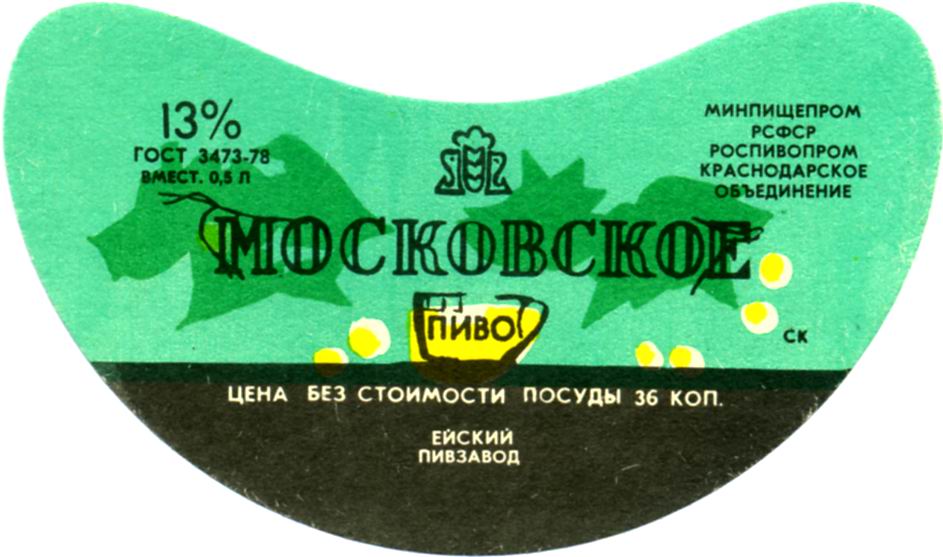 13%
ГОСТ 3473-78
ВМЕСТ. 0,5 Л
МИНПИЩЕПРОМ
РСФСР
РОСПИВОПРОМ
КРАСНОДАРСКОЕ
ОБЪЕДИНЕНИЕ
МОСКОВСКОЕ
ПИВО
СК
ЦЕНА БЕЗ СТОИМОСТИ ПОСУДЫ 36 КОП.
ЕЙСКИЙ
ПИВЗАВОД